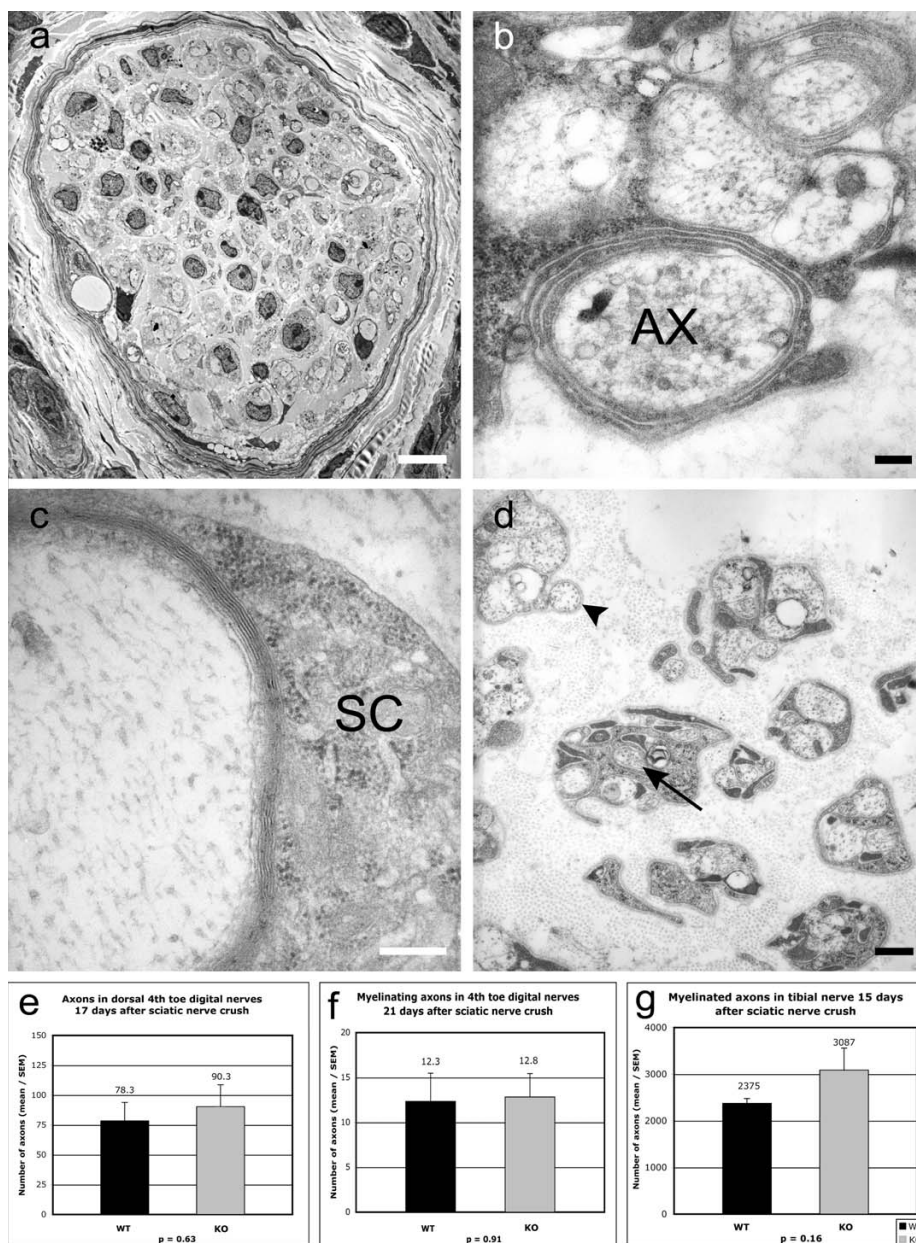 a
b
AX
c
SC
d
e
Axons in dorsal 4th toe digital nerves
17 days after sciatic nerve crush
Number of axons (mean / SEM)
150
125
100
75
50
25
0
78.3
90.3
WT
KO
p = 0.63
f
Myelinating axons in 4th toe digital nerves
21 days after sciatic nerve crush
Number of axons (mean / SEM)
20
15
10
5
0
12.3
12.8
WT
KO
p = 0.91
g
Myelinated axons in tibial nerve 15 days
after sciatic nerve crush
Number of axons (mean / SEM)
4000
3000
2000
1000
0
2375
3087
WT
KO
p = 0.16